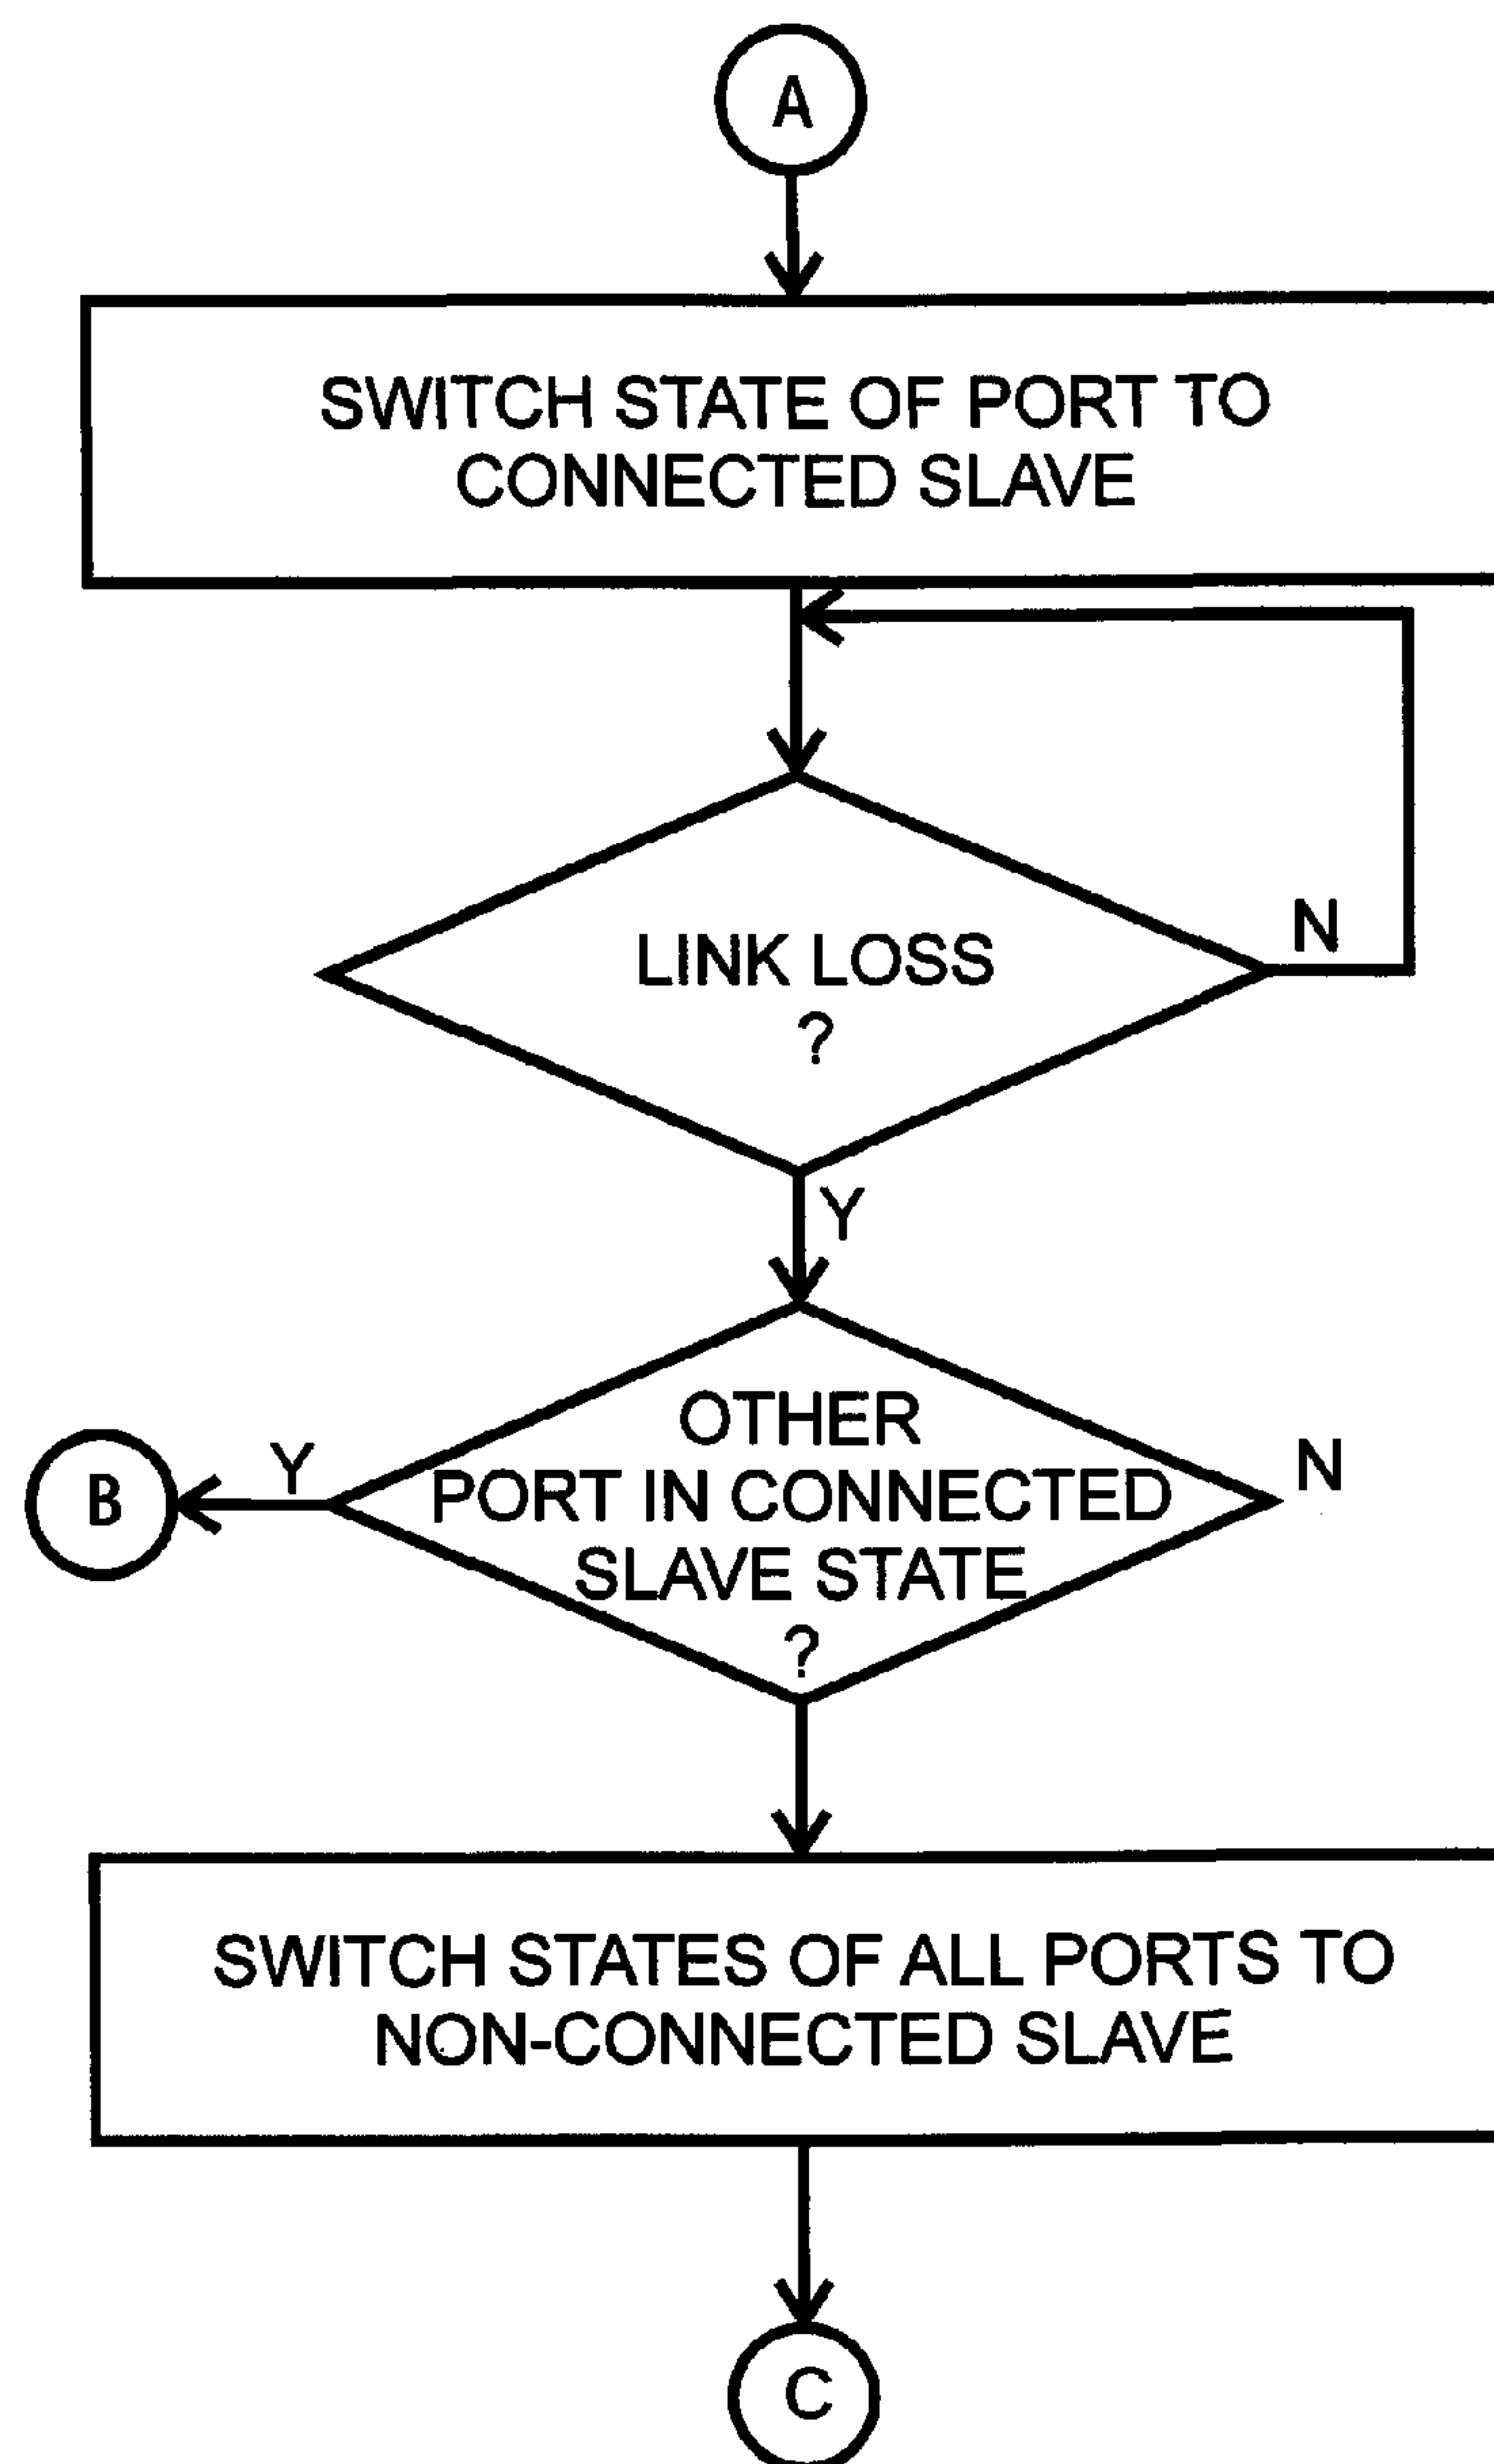 A
SWITCH STATE OF PORT TO
CONNECTED SLAVE
N
LINK LOSS
?
Y
OTHER
PORT IN CONNECTED
SLAVE STATE
?
Y
N
B
SWITCH STATES OF ALL PORTS TO
NON-CONNECTED SLAVE
C